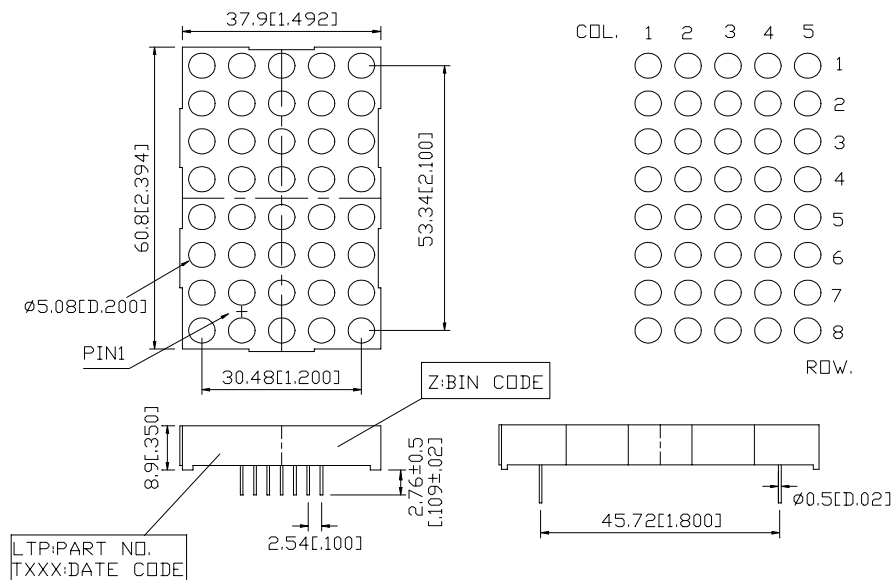 37.9[1.492]
COL. 1 2 3 4 5
1
2
3
4
5
6
7
8
ROW.
60.8[2.394]
53.34[2.100]
Ø5.08[D.200]
PIN1
30.48[1.200]
Z:BIN CODE
8.9[.350]
2.76±0.5
[.109±.02]
2.54[.100]
Ø0.5[D.02]
45.72[1.800]
LTP:PART NO.
TXXX:DATE CODE